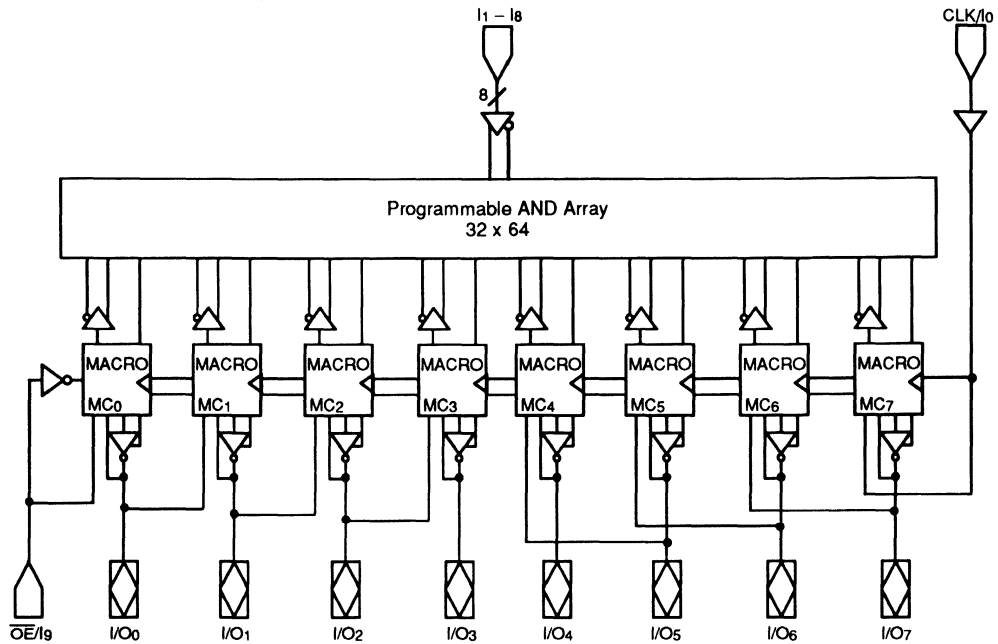 I1 – I8
CLK/I0
8
Programmable AND Array
32 x 64
MACRO MACRO MACRO MACRO MACRO MACRO MACRO MACRO
MC0 MC1 MC2 MC3 MC4 MC5 MC6 MC7
OE/I9 I/O0 I/O1 I/O2 I/O3 I/O4 I/O5 I/O6 I/O7